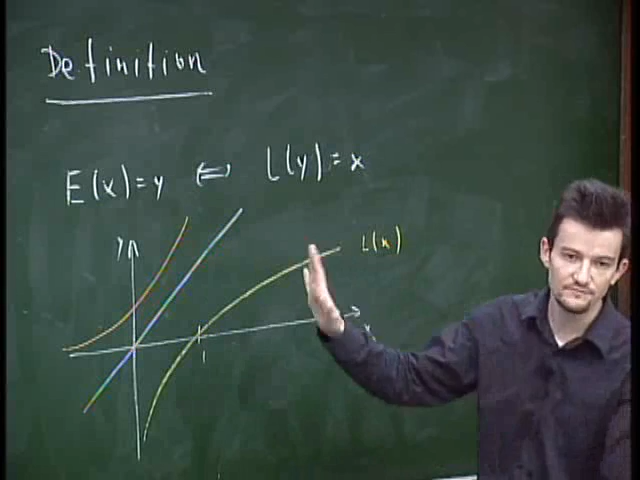 Definition
E(x)=y ⇔ L(y)=x
y
L(x)
x
1